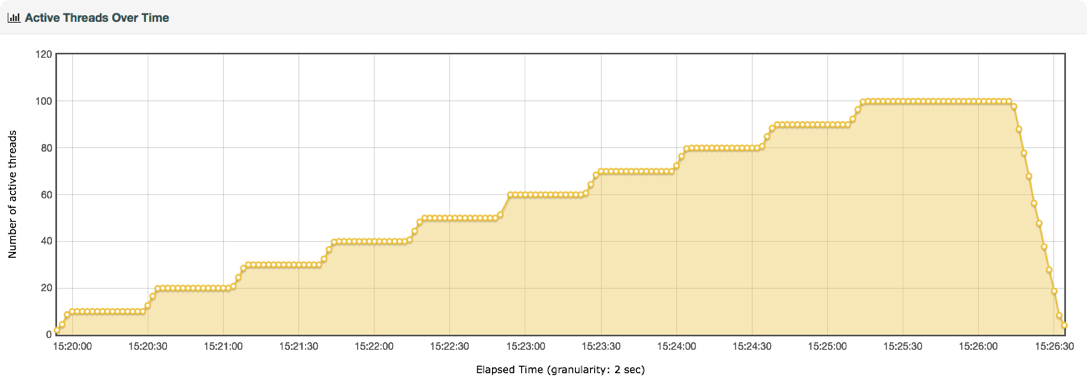 Active Threads Over Time
Number of active threads
120
100
80
60
40
20
0
15:20:00 15:20:30 15:21:00 15:21:30 15:22:00 15:22:30 15:23:00 15:23:30 15:24:00 15:24:30 15:25:00 15:25:30 15:26:00 15:26:30
Elapsed Time (granularity: 2 sec)